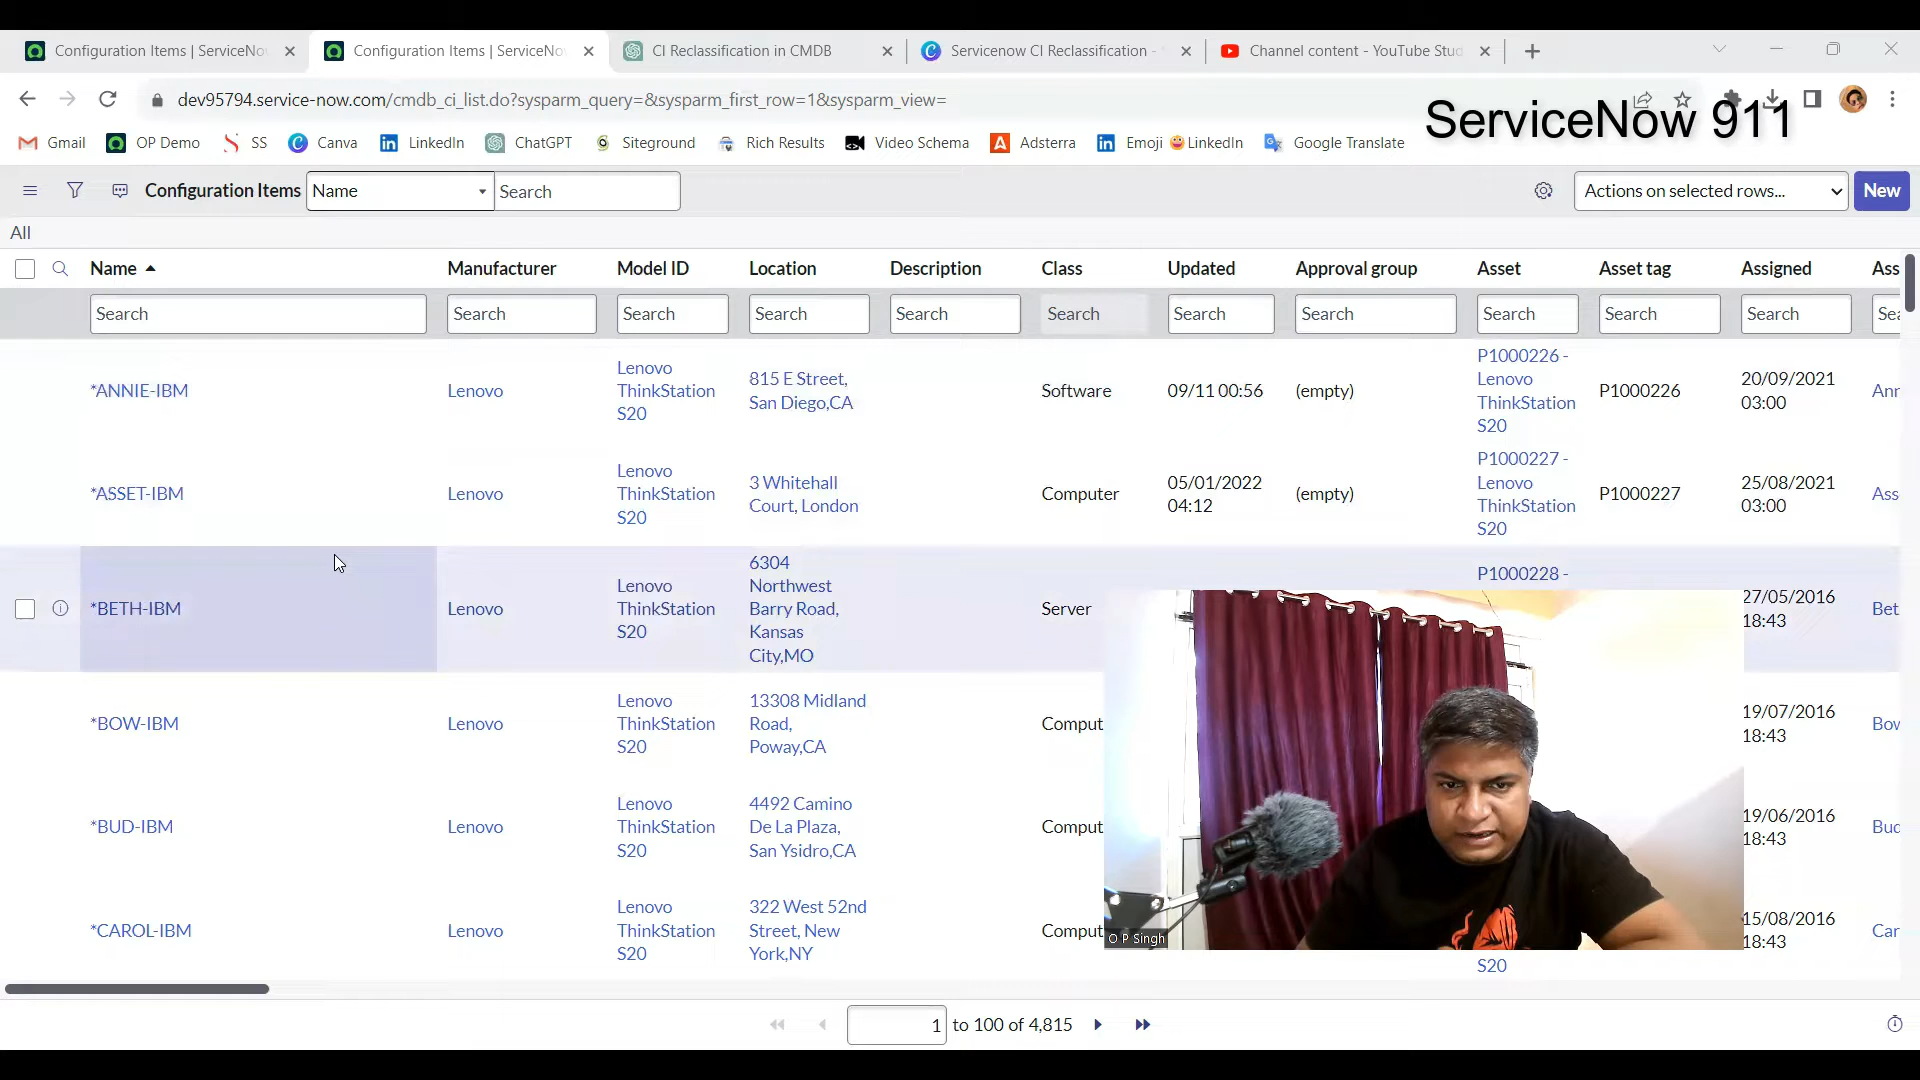 Configuration Items | ServiceNo
Configuration Items | ServiceNo
CI Reclassification in CMDB
Servicenow CI Reclassification -
Channel content - YouTube Stud
dev95794.service-now.com/cmdb_ci_list.do?sysparm_query=&sysparm_first_row=1&sysparm_view=
ServiceNow 911
Gmail
OP Demo
SS
Canva
LinkedIn
ChatGPT
Siteground
Rich Results
Video Schema
Adsterra
Emoji 😀 LinkedIn
Google Translate
Configuration Items
Name
Search
Actions on selected rows...
New
All
Name
Manufacturer
Model ID
Location
Description
Class
Updated
Approval group
Asset
Asset tag
Assigned
Ass
Search
Search
Search
Search
Search
Search
Search
Search
Search
Search
Search
Sea
*ANNIE-IBM
Lenovo
Lenovo
ThinkStation
S20
815 E Street,
San Diego,CA
Software
09/11 00:56
(empty)
P1000226 -
Lenovo
ThinkStation
S20
P1000226
20/09/2021
03:00
Anr
*ASSET-IBM
Lenovo
Lenovo
ThinkStation
S20
3 Whitehall
Court, London
Computer
05/01/2022
04:12
(empty)
P1000227 -
Lenovo
ThinkStation
S20
P1000227
25/08/2021
03:00
Ass
*BETH-IBM
Lenovo
Lenovo
ThinkStation
S20
6304
Northwest
Barry Road,
Kansas
City,MO
Server
P1000228 -
27/05/2016
18:43
Bet
*BOW-IBM
Lenovo
Lenovo
ThinkStation
S20
13308 Midland
Road,
Poway,CA
Comput
19/07/2016
18:43
Bow
*BUD-IBM
Lenovo
Lenovo
ThinkStation
S20
4492 Camino
De La Plaza,
San Ysidro,CA
Comput
19/06/2016
18:43
Buc
*CAROL-IBM
Lenovo
Lenovo
ThinkStation
S20
322 West 52nd
Street, New
York,NY
Comput
S20
15/08/2016
18:43
Car
O P Singh
1 to 100 of 4,815